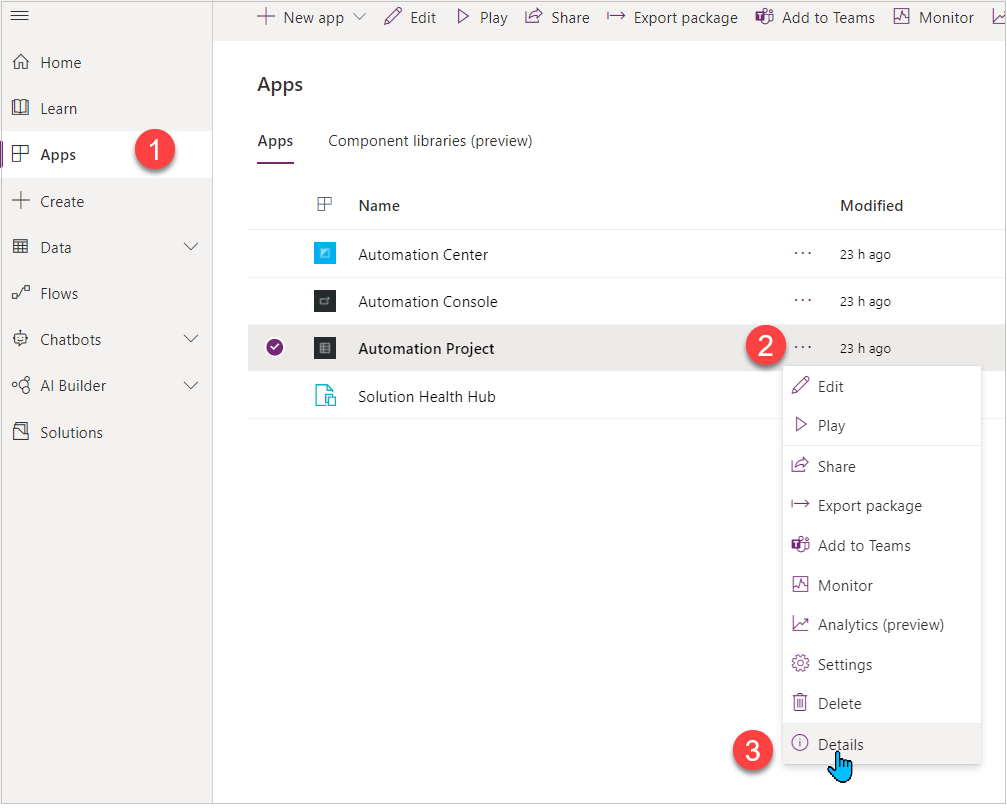 New app Edit Play Share Export package Add to Teams Monitor
Home
Learn
Apps 1
Create
Data
Flows
Chatbots
AI Builder
Solutions
Apps
Apps Component libraries (preview)
Name Modified
Automation Center ... 23 h ago
Automation Console ... 23 h ago
Automation Project 2 ... 23 h ago
Solution Health Hub
Edit
Play
Share
Export package
Add to Teams
Monitor
Analytics (preview)
Settings
Delete
3 Details